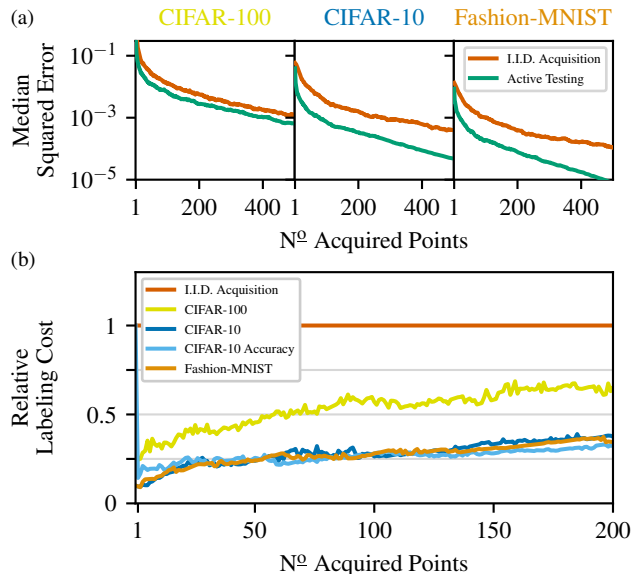 (a)
CIFAR-100 CIFAR-10 Fashion-MNIST
Median
Squared Error
10⁻¹
10⁻³
10⁻⁵
I.I.D. Acquisition
Active Testing
1 200 400 1 200 400 1 200 400
Nº Acquired Points
(b)
Relative
Labeling Cost
1
0.5
0
I.I.D. Acquisition
CIFAR-100
CIFAR-10
CIFAR-10 Accuracy
Fashion-MNIST
1 50 100 150 200
Nº Acquired Points